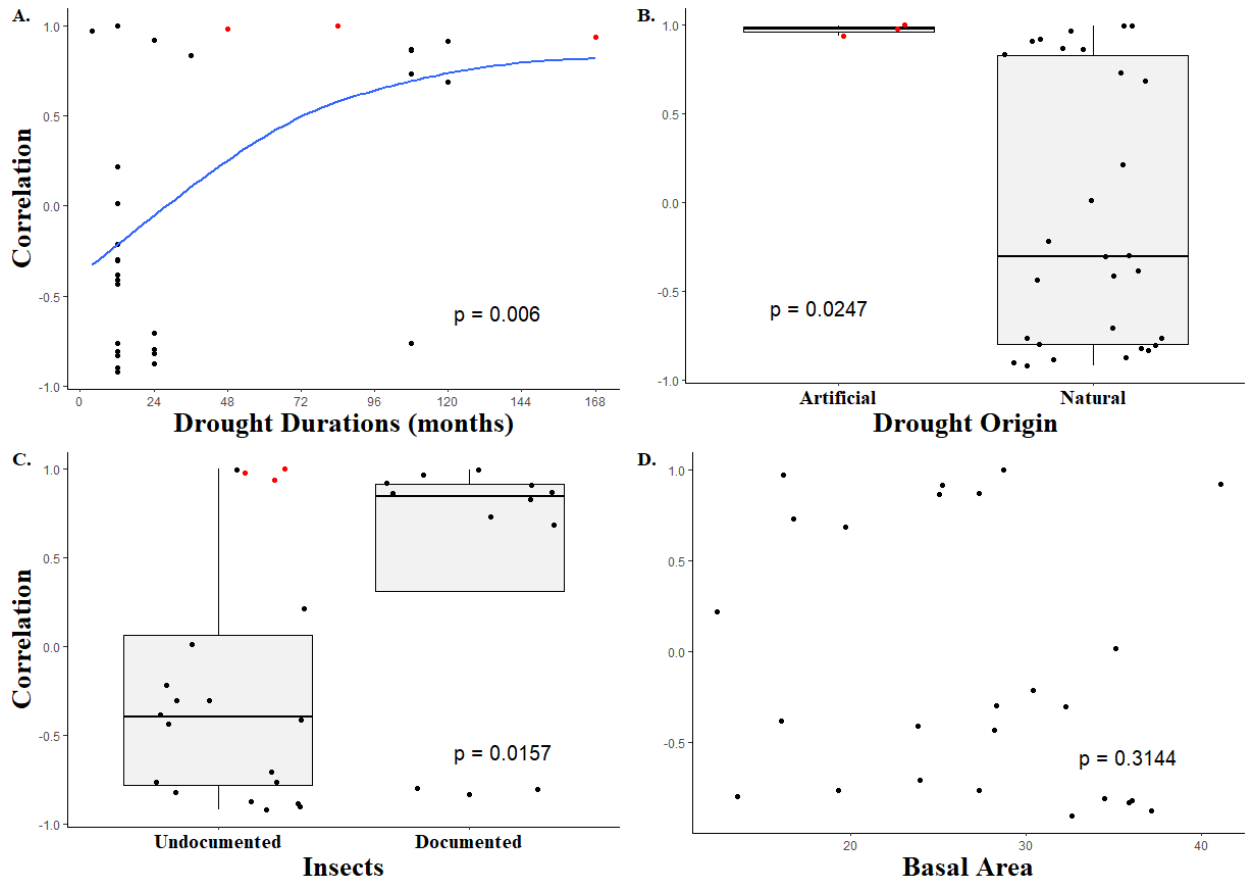 A.
Correlation
1.0
0.5
0.0
-0.5
-1.0
p = 0.006
0 24 48 72 96 120 144 168
Drought Durations (months)
B.
1.0
0.5
0.0
-0.5
-1.0
p = 0.0247
Artificial Natural
Drought Origin
C.
Correlation
1.0
0.5
0.0
-0.5
-1.0
p = 0.0157
Undocumented Documented
Insects
D.
1.0
0.5
0.0
-0.5
p = 0.3144
20 30 40
Basal Area